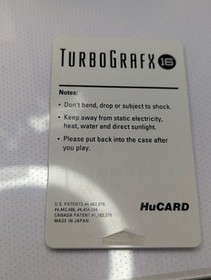 TURBOGRAFX 16
Notes:
• Don't bend, drop or subject to shock.
• Keep away from static electricity,
heat, water and direct sunlight.
• Please put back into the case after
you play.
HuCARD
U.S. PATENTS
CANADA PATENT
MADE IN JAPAN